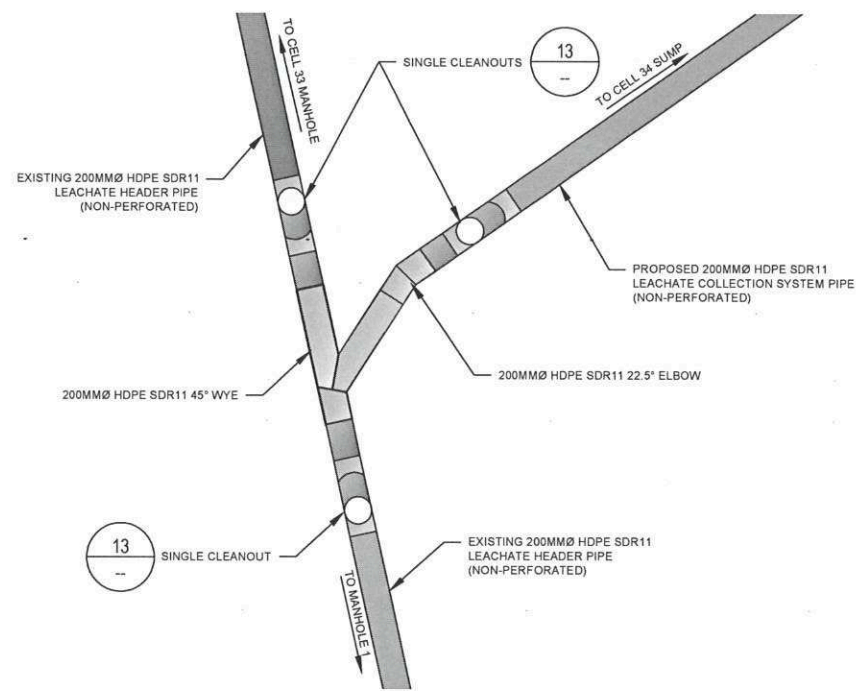 TO CELL 33 MANHOLE
SINGLE CLEANOUTS
13
--
TO CELL 34 SUMP
EXISTING 200MMØ HDPE SDR11
LEACHATE HEADER PIPE
(NON-PERFORATED)
PROPOSED 200MMØ HDPE SDR11
LEACHATE COLLECTION SYSTEM PIPE
(NON-PERFORATED)
200MMØ HDPE SDR11 22.5° ELBOW
200MMØ HDPE SDR11 45° WYE
13
--
SINGLE CLEANOUT
EXISTING 200MMØ HDPE SDR11
LEACHATE HEADER PIPE
(NON-PERFORATED)
TO MANHOLE 1